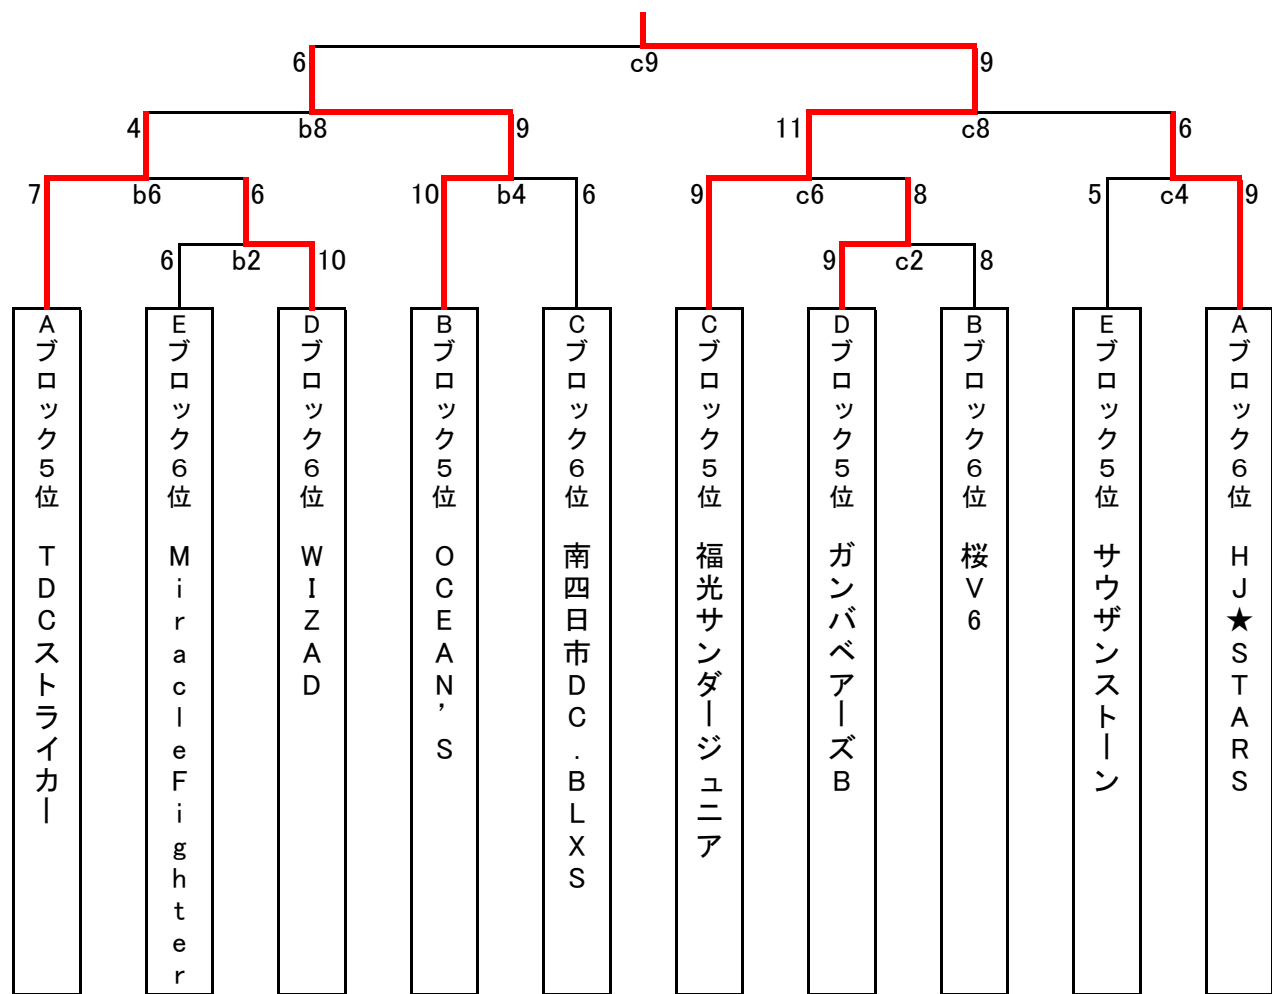 6 c9 9
4 b8 9 11 c8 6
7 b6 6 10 b4 6 9 c6 8 5 c4 9
6 b2 10 9 c2 8
Aブロック5位 TDCストライカー
Eブロック6位 MiracleFighter
Dブロック6位 WIZAD
Bブロック5位 OCEAN'S
Cブロック6位 南四日市DC.BLXS
Cブロック5位 福光サンダージュニア
Dブロック5位 ガンバベアーズB
Bブロック6位 桜V6
Eブロック5位 サウザンストーン
Aブロック6位 HJ★STARS